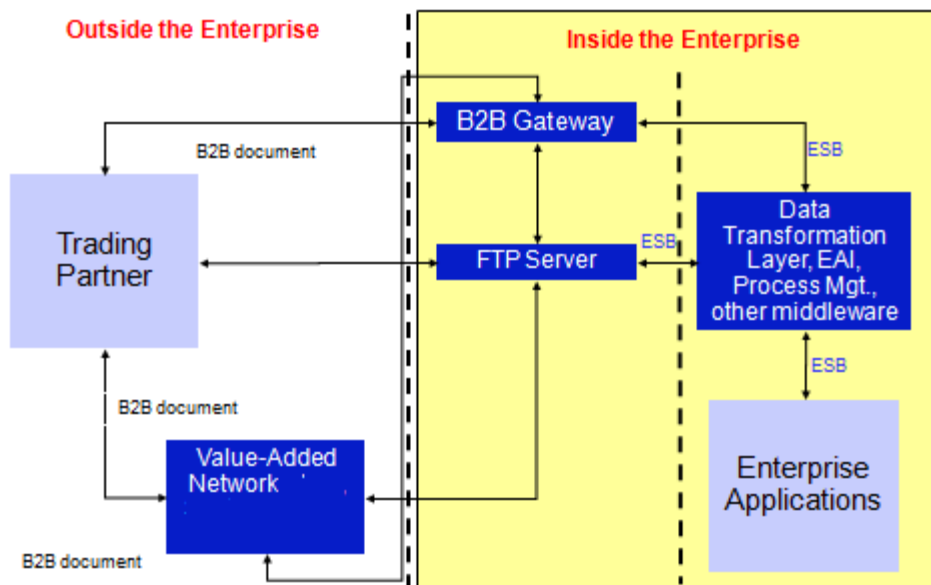 Outside the Enterprise
Inside the Enterprise
B2B Gateway
B2B document
ESB
Trading
Partner
FTP Server
ESB
Data
Transformation
Layer, EAI,
Process Mgt.,
other middleware
ESB
B2B document
Value-Added
Network
Enterprise
Applications
B2B document